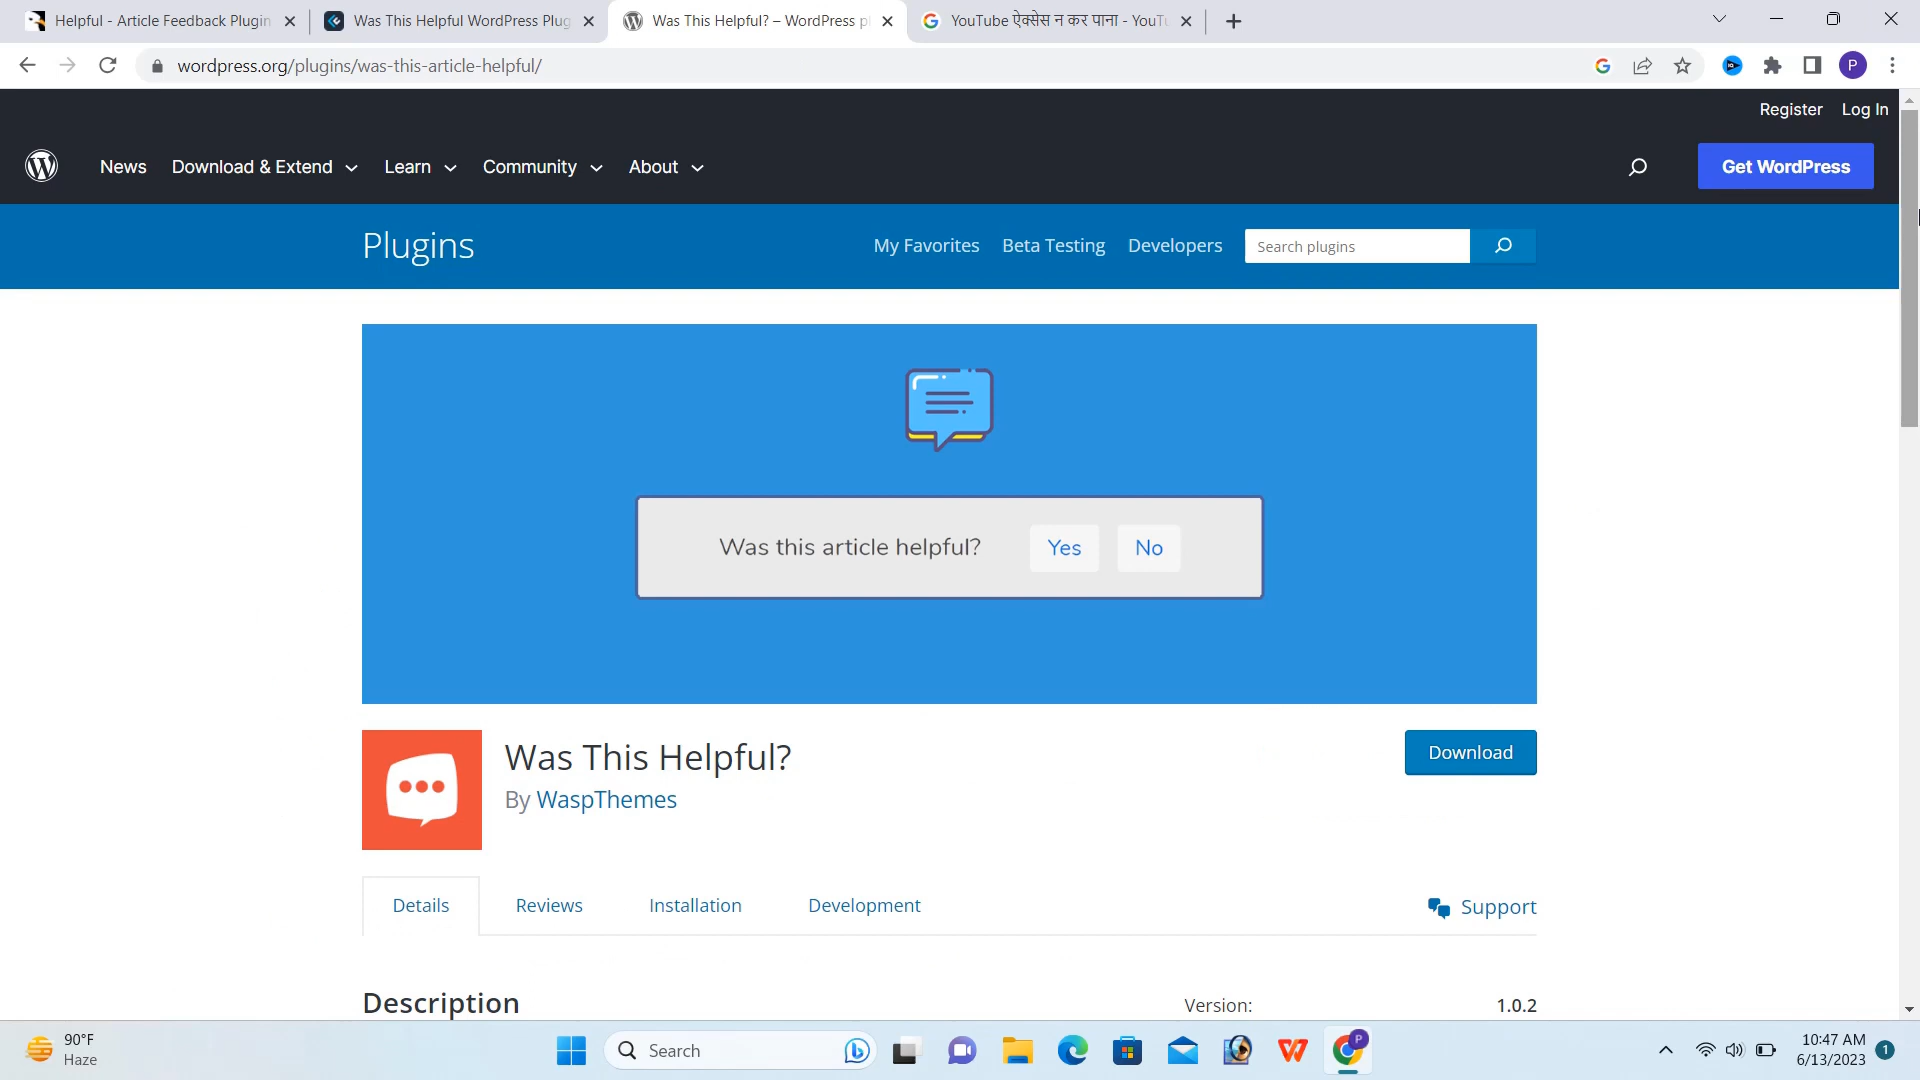 Helpful - Article Feedback Plugin
Was This Helpful WordPress Plug
Was This Helpful? – WordPress p
YouTube ऐक्सेस न कर पाना - YouTu
wordpress.org/plugins/was-this-article-helpful/
P
Register Log In
News Download & Extend Learn Community About
Get WordPress
Plugins
My Favorites Beta Testing Developers Search plugins
Was this article helpful? Yes No
Was This Helpful?
By WaspThemes
Download
Details Reviews Installation Development Support
Description
Version: 1.0.2
90°F
Haze
Search
P
10:47 AM
6/13/2023
1